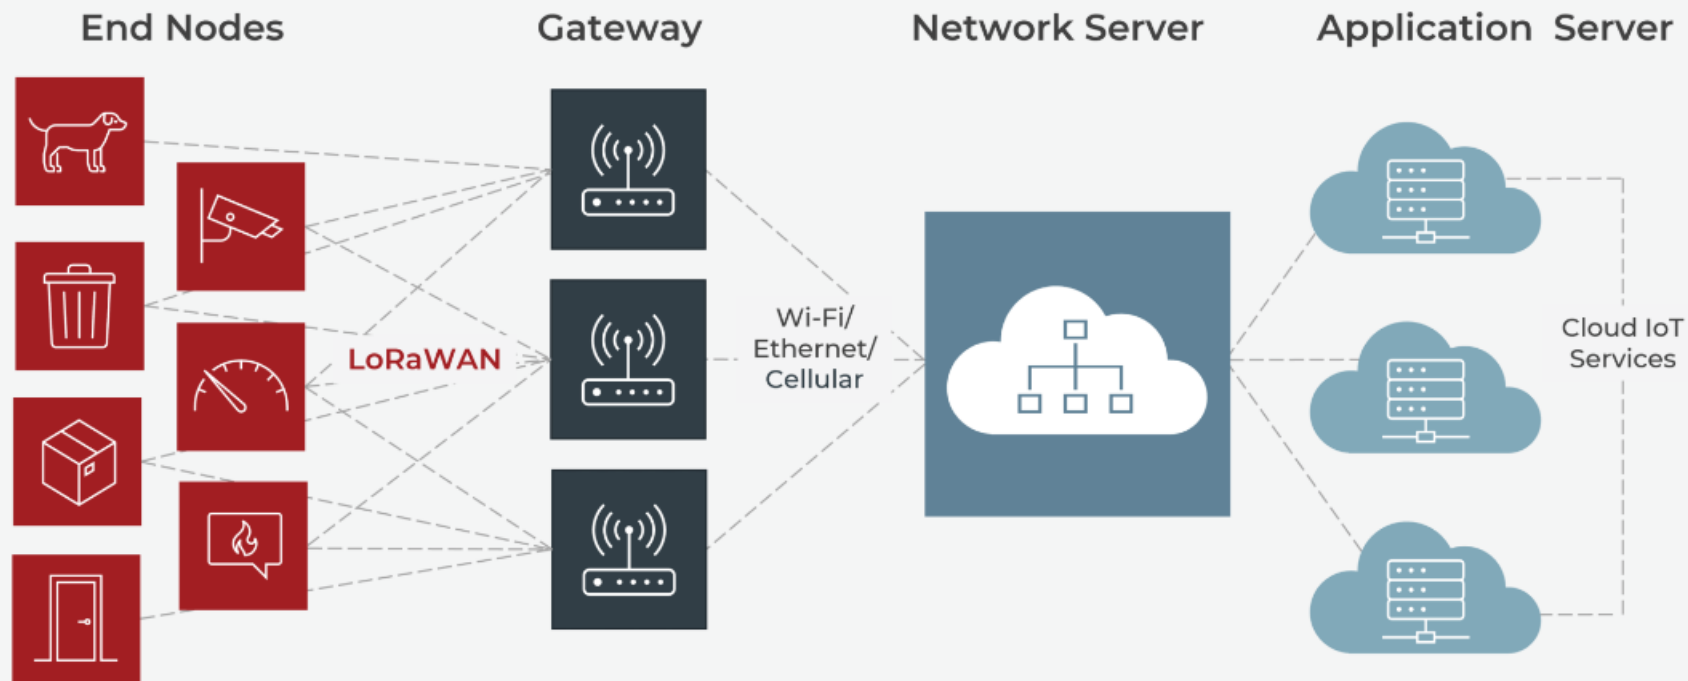 End Nodes
Gateway
Network Server
Application Server
LoRaWAN
Wi-Fi/
Ethernet/
Cellular
Cloud IoT
Services